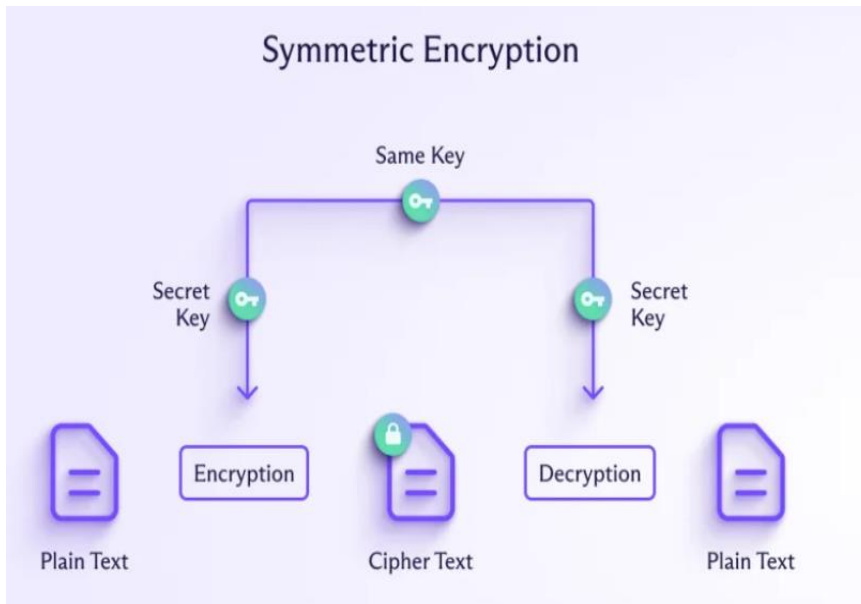 Symmetric Encryption
Same Key
Secret
Key
Secret
Key
Encryption
Decryption
Plain Text
Cipher Text
Plain Text